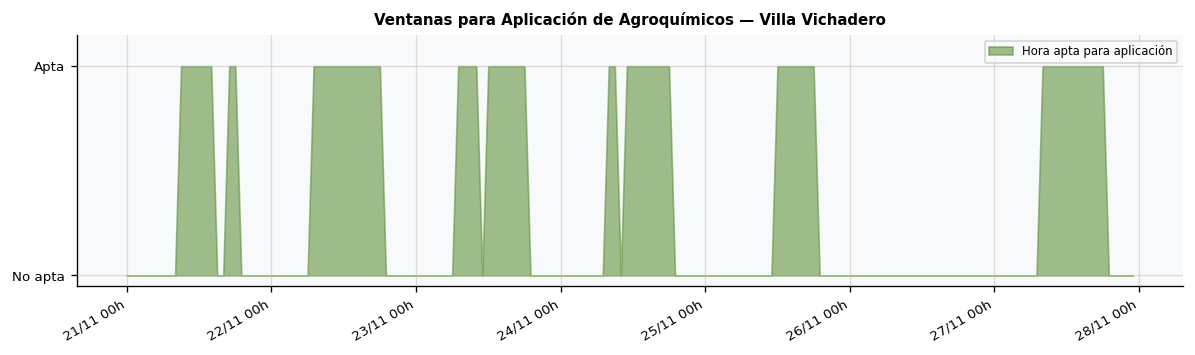 Ventanas para Aplicación de Agroquímicos — Villa Vichadero
Hora apta para aplicación
Apta
No apta
21/11 00h
22/11 00h
23/11 00h
24/11 00h
25/11 00h
26/11 00h
27/11 00h
28/11 00h